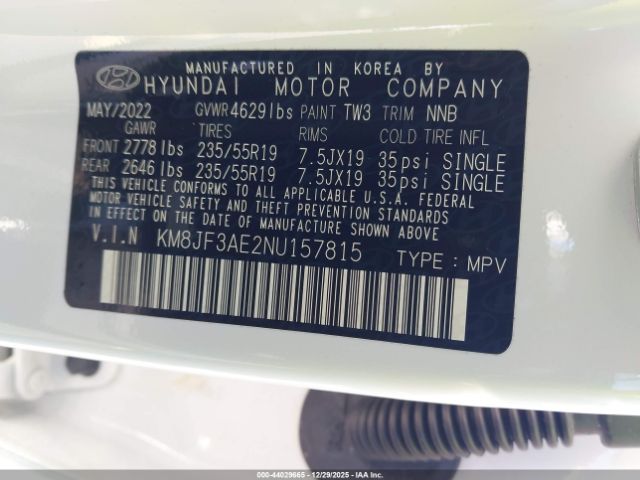 MANUFACTURED IN KOREA BY
HYUNDAI MOTOR COMPANY
MAY/2022 GVWR4629lbs PAINT TW3 TRIM NNB
GAWR TIRES RIMS COLD TIRE INFL
FRONT 2778lbs 235/55R19 7.5JX19 35psi SINGLE
REAR 2646lbs 235/55R19 7.5JX19 35psi SINGLE
THIS VEHICLE CONFORMS TO ALL APPLICABLE U.S.A. FEDERAL
MOTOR VEHICLE SAFETY, BUMPER, AND THEFT PREVENTION STANDARDS
IN EFFECT ON THE DATE OF MANUFACTURE SHOWN ABOVE.
V.I.N KM8JF3AE2NU157815 TYPE : MPV
000-44029665 - 12/29/2025 - IAA Inc.